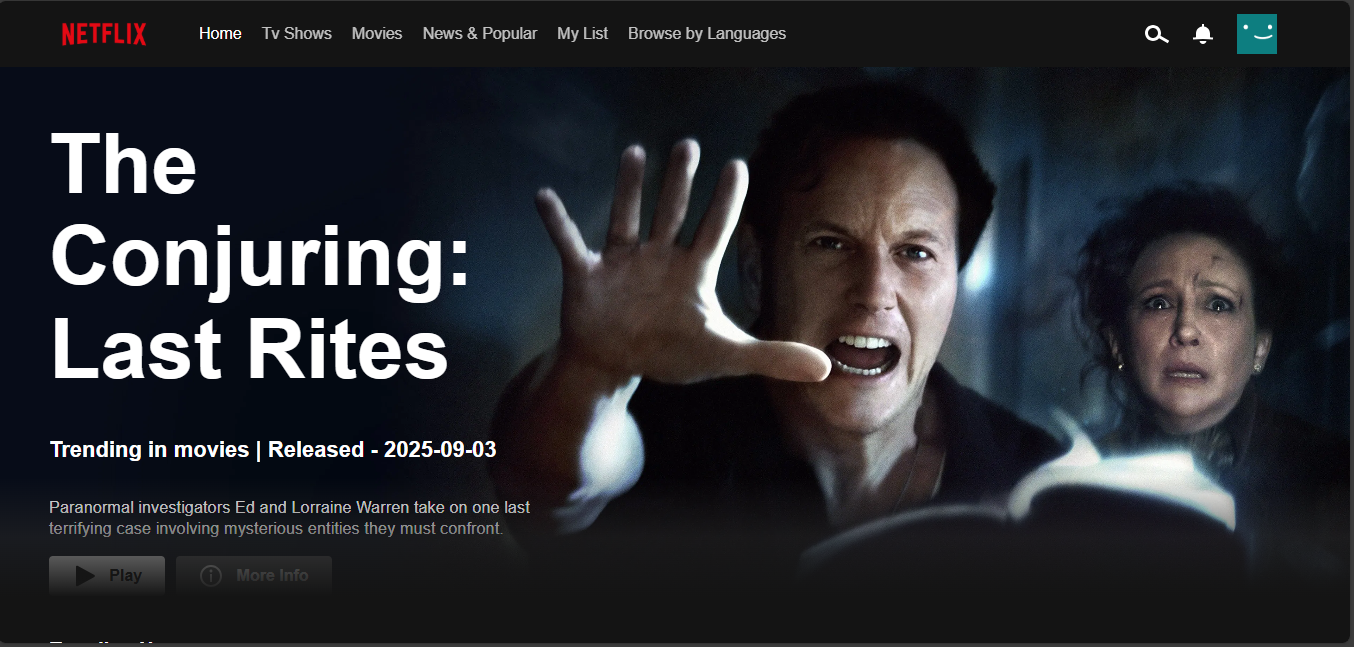 NETFLIX Home Tv Shows Movies News & Popular My List Browse by Languages
The
Conjuring:
Last Rites
Trending in movies | Released - 2025-09-03
Paranormal investigators Ed and Lorraine Warren take on one last
terrifying case involving mysterious entities they must confront.
Play More Info